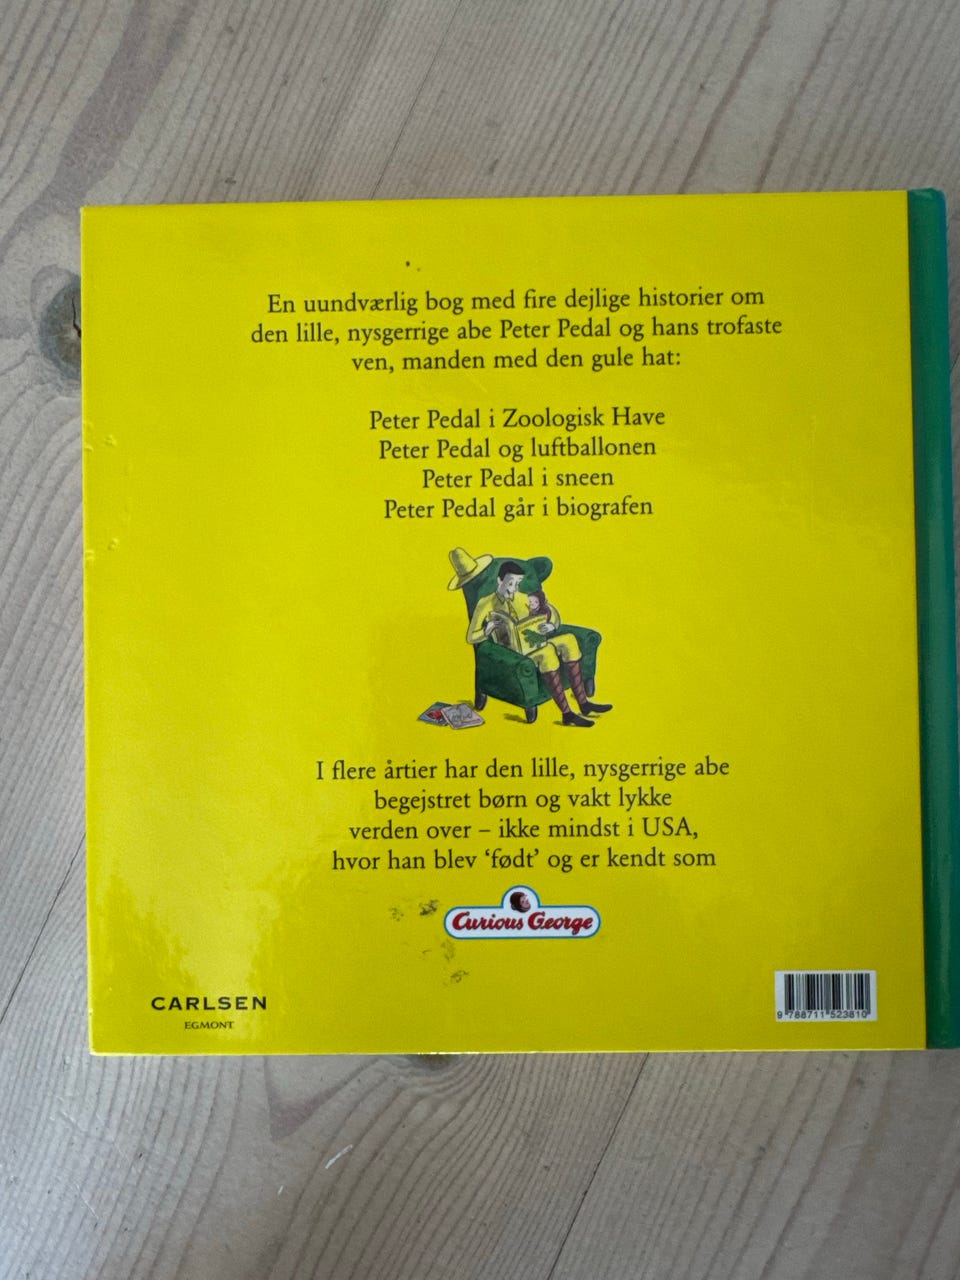 En uundværlig bog med fire dejlige historier om
den lille, nysgerrige abe Peter Pedal og hans trofaste
ven, manden med den gule hat:
Peter Pedal i Zoologisk Have
Peter Pedal og luftballonen
Peter Pedal i sneen
Peter Pedal går i biografen
I flere årtier har den lille, nysgerrige abe
begejstret børn og vakt lykke
verden over – ikke mindst i USA,
hvor han blev ‘født’ og er kendt som
Curious George
CARLSEN
EGMONT
9 788711 523810